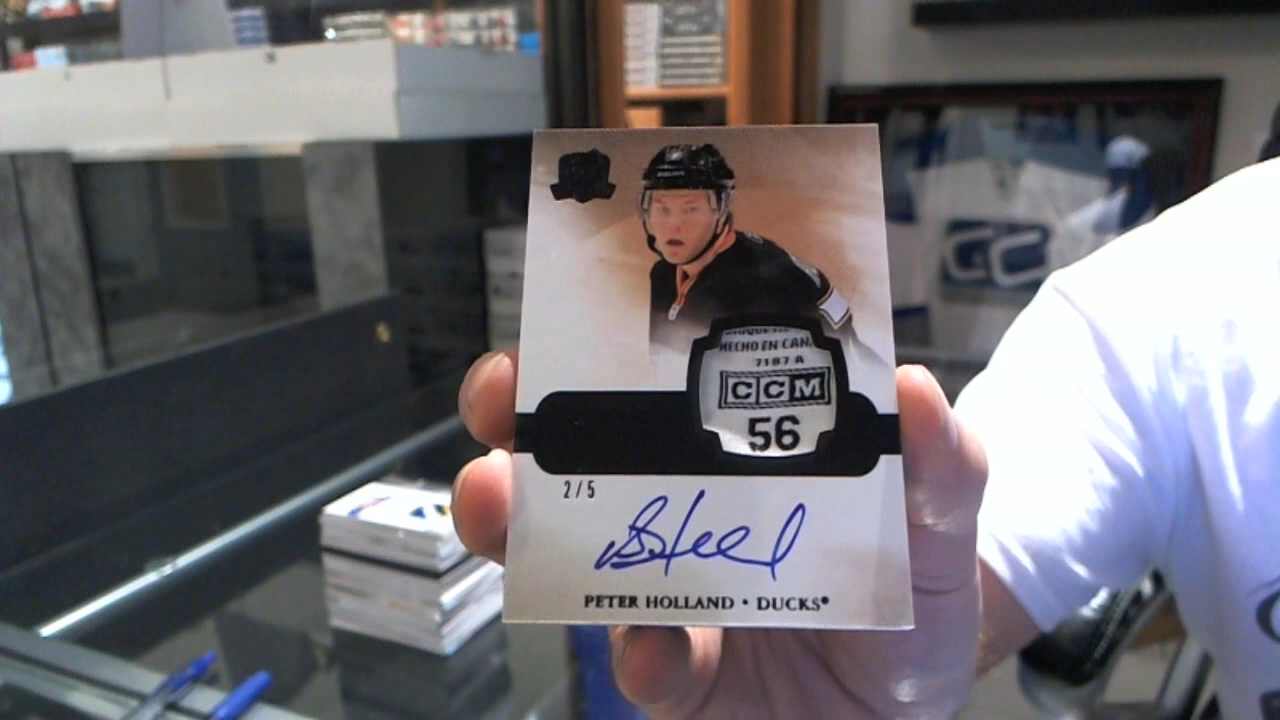 HECHO EN CAN
7187 A
CCM
56
2/5
PETER HOLLAND • DUCKS®